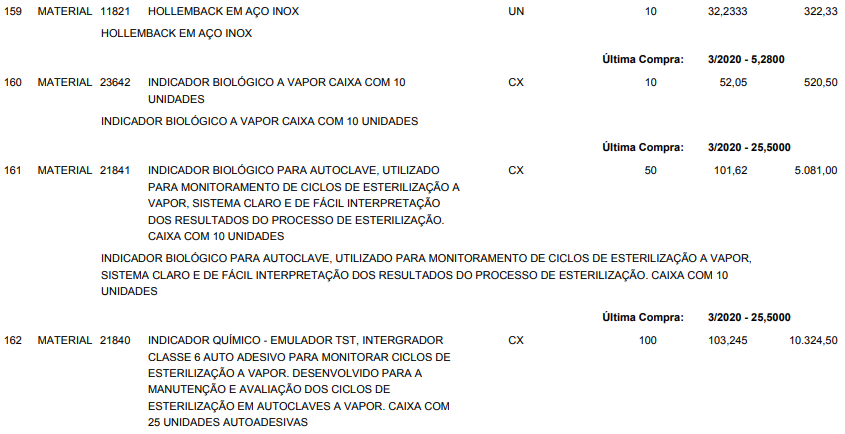 159 MATERIAL 11821 HOLLEMBACK EM AÇO INOX UN 10 32,2333 322,33
HOLLEMBACK EM AÇO INOX
Última Compra: 3/2020 - 5,2800
160 MATERIAL 23642 INDICADOR BIOLÓGICO A VAPOR CAIXA COM 10 CX 10 52,05 520,50
UNIDADES
INDICADOR BIOLÓGICO A VAPOR CAIXA COM 10 UNIDADES
Última Compra: 3/2020 - 25,5000
161 MATERIAL 21841 INDICADOR BIOLÓGICO PARA AUTOCLAVE, UTILIZADO CX 50 101,62 5.081,00
PARA MONITORAMENTO DE CICLOS DE ESTERILIZAÇÃO A
VAPOR, SISTEMA CLARO E DE FÁCIL INTERPRETAÇÃO
DOS RESULTADOS DO PROCESSO DE ESTERILIZAÇÃO.
CAIXA COM 10 UNIDADES
INDICADOR BIOLÓGICO PARA AUTOCLAVE, UTILIZADO PARA MONITORAMENTO DE CICLOS DE ESTERILIZAÇÃO A VAPOR,
SISTEMA CLARO E DE FÁCIL INTERPRETAÇÃO DOS RESULTADOS DO PROCESSO DE ESTERILIZAÇÃO. CAIXA COM 10
UNIDADES
Última Compra: 3/2020 - 25,5000
162 MATERIAL 21840 INDICADOR QUÍMICO - EMULADOR TST, INTERGRADOR CX 100 103,245 10.324,50
CLASSE 6 AUTO ADESIVO PARA MONITORAR CICLOS DE
ESTERILIZAÇÃO A VAPOR. DESENVOLVIDO PARA A
MANUTENÇÃO E AVALIAÇÃO DOS CICLOS DE
ESTERILIZAÇÃO EM AUTOCLAVES A VAPOR. CAIXA COM
25 UNIDADES AUTOADESIVAS